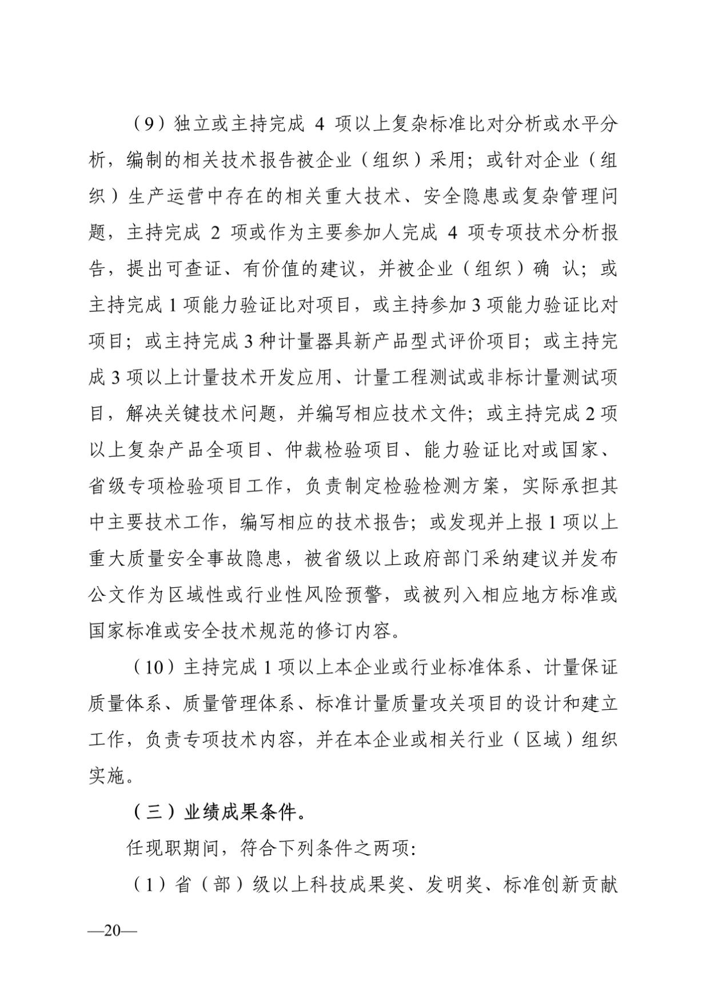 （9）独立或主持完成 4 项以上复杂标准比对分析或水平分
析，编制的相关技术报告被企业（组织）采用；或针对企业（组
织）生产运营中存在的相关重大技术、安全隐患或复杂管理问
题，主持完成 2 项或作为主要参加人完成 4 项专项技术分析报
告，提出可查证、有价值的建议，并被企业（组织）确 认；或
主持完成 1 项能力验证比对项目，或主持参加 3 项能力验证比对
项目；或主持完成 3 种计量器具新产品型式评价项目；或主持完
成 3 项以上计量技术开发应用、计量工程测试或非标计量测试项
目，解决关键技术问题，并编写相应技术文件；或主持完成 2 项
以上复杂产品全项目、仲裁检验项目、能力验证比对或国家、
省级专项检验项目工作，负责制定检验检测方案，实际承担其
中主要技术工作，编写相应的技术报告；或发现并上报 1 项以上
重大质量安全事故隐患，被省级以上政府部门采纳建议并发布
公文作为区域性或行业性风险预警，或被列入相应地方标准或
国家标准或安全技术规范的修订内容。
（10）主持完成 1 项以上本企业或行业标准体系、计量保证
质量体系、质量管理体系、标准计量质量攻关项目的设计和建立
工作，负责专项技术内容，并在本企业或相关行业（区域）组织
实施。
（三）业绩成果条件。
任现职期间，符合下列条件之两项：
（1）省（部）级以上科技成果奖、发明奖、标准创新贡献
—20—